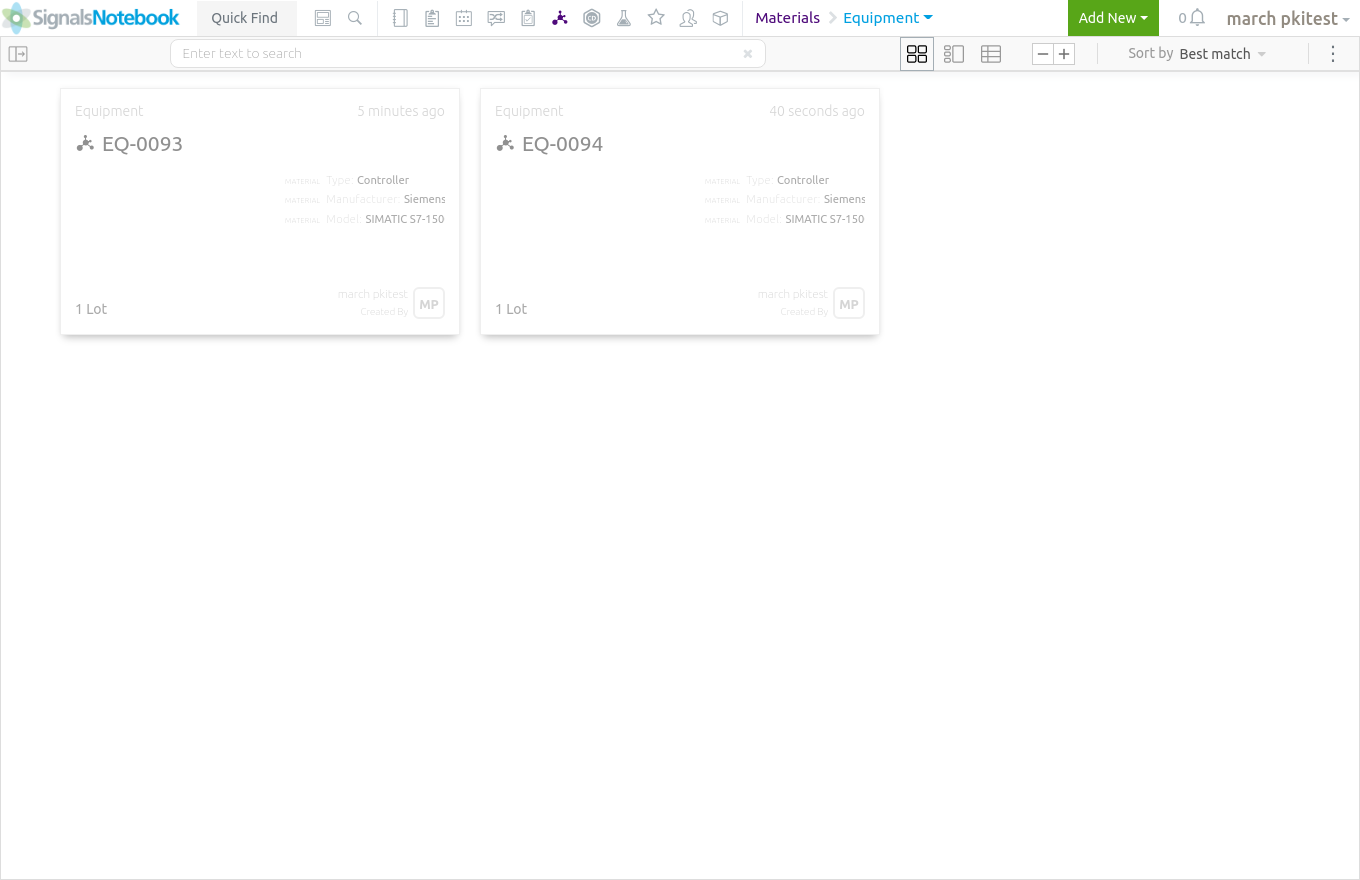 SignalsNotebook Quick Find Materials Equipment Add New 0 march pkitest
Enter text to search Sort by Best match
Equipment 5 minutes ago
EQ-0093
MATERIAL Type: Controller
MATERIAL Manufacturer: Siemens
MATERIAL Model: SIMATIC S7-150
march pkitest
Created By
MP
1 Lot
Equipment 40 seconds ago
EQ-0094
MATERIAL Type: Controller
MATERIAL Manufacturer: Siemens
MATERIAL Model: SIMATIC S7-150
march pkitest
Created By
MP
1 Lot